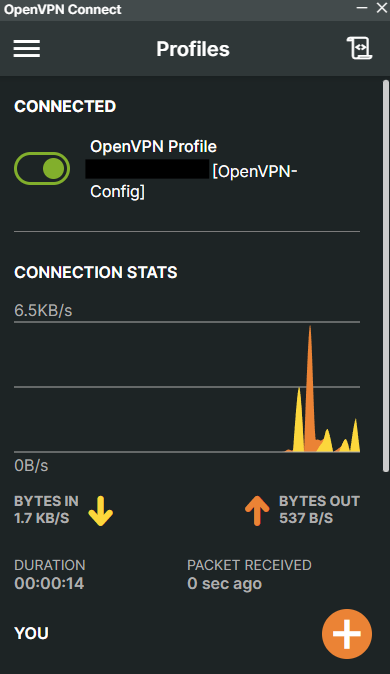 OpenVPN Connect
Profiles
CONNECTED
OpenVPN Profile
[OpenVPN-
Config]
CONNECTION STATS
6.5KB/s
0B/s
BYTES IN
1.7 KB/S
BYTES OUT
537 B/S
DURATION
00:00:14
PACKET RECEIVED
0 sec ago
YOU